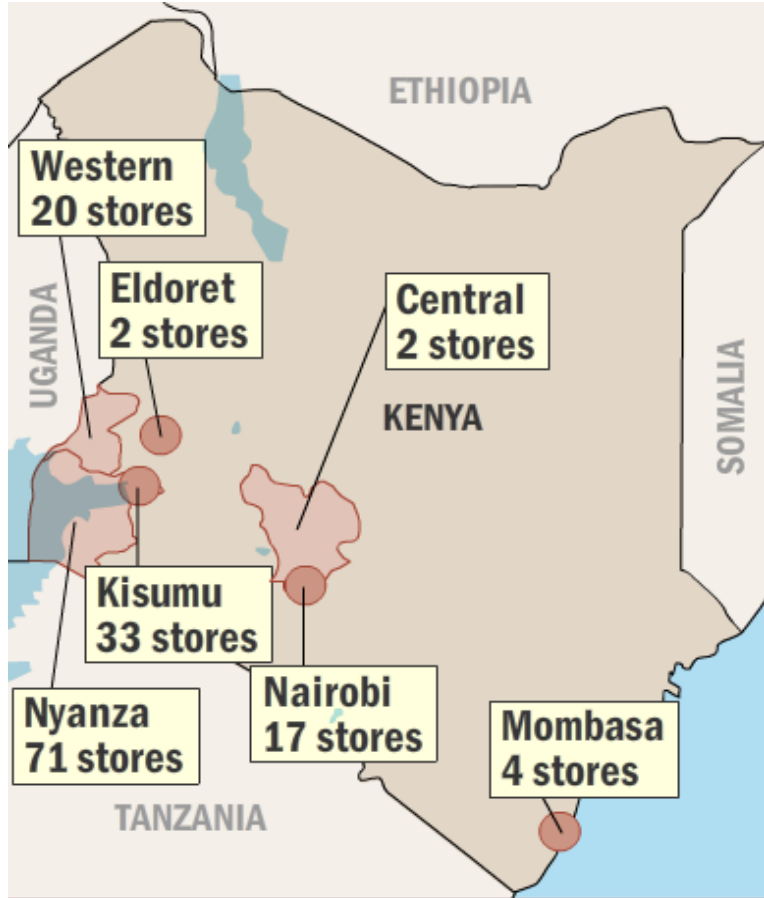 ETHIOPIA
Western
20 stores
Eldoret
2 stores
Central
2 stores
UGANDA
KENYA
SOMALIA
Kisumu
33 stores
Nairobi
17 stores
Nyanza
71 stores
Mombasa
4 stores
TANZANIA